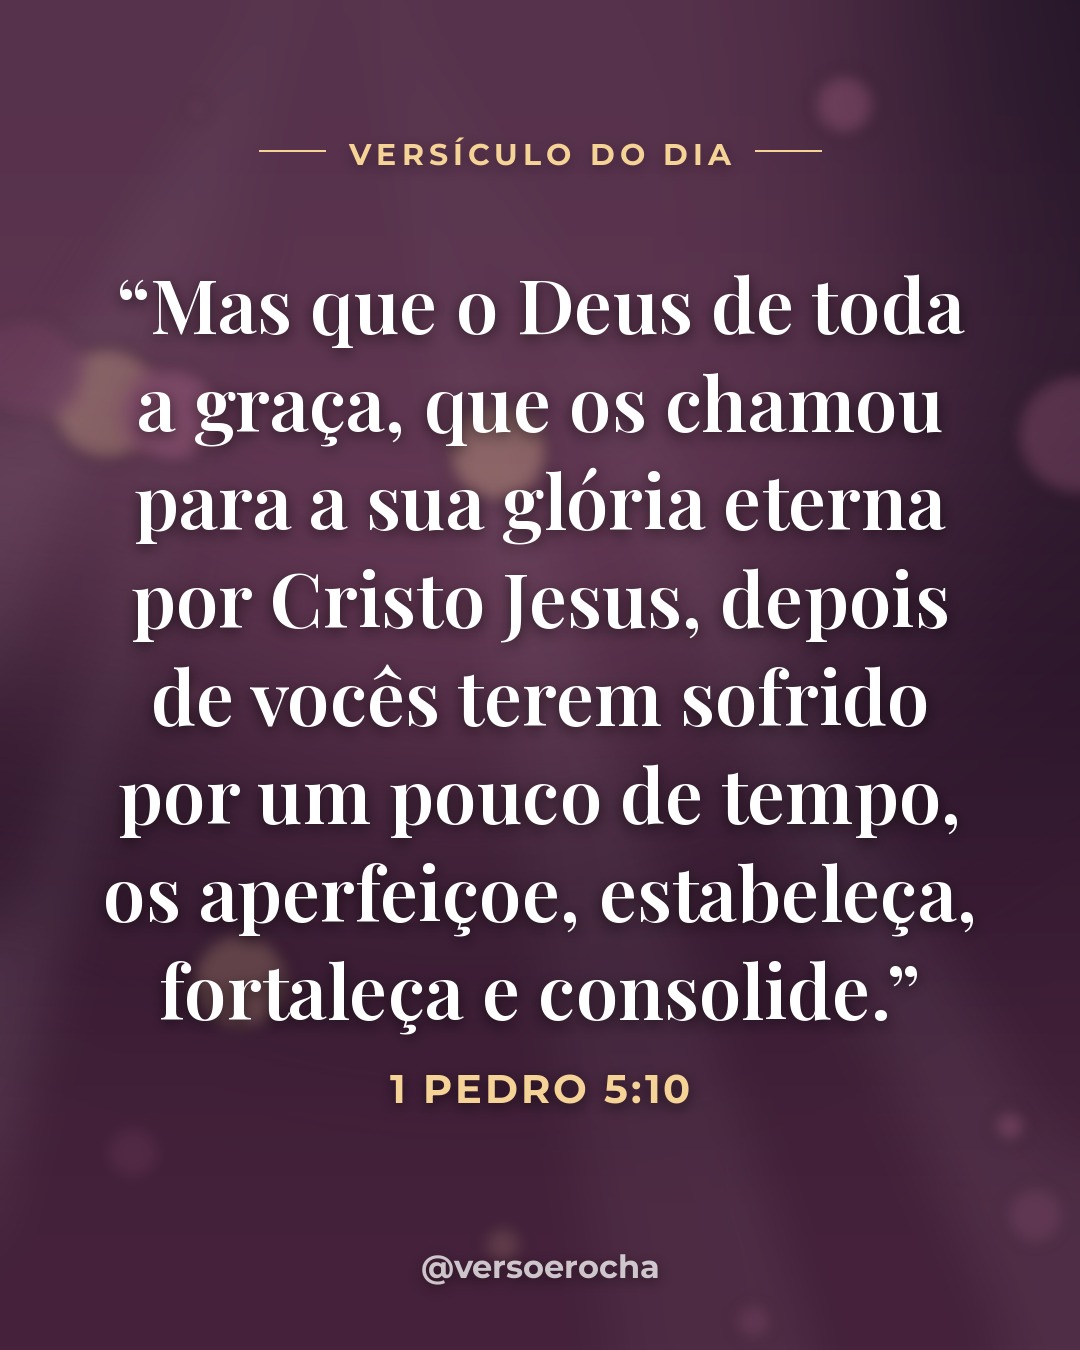 VERSÍCULO DO DIA
“Mas que o Deus de toda
a graça, que os chamou
para a sua glória eterna
por Cristo Jesus, depois
de vocês terem sofrido
por um pouco de tempo,
os aperfeiçoe, estabeleça,
fortaleça e consolide.”
1 PEDRO 5:10
@versoerocha